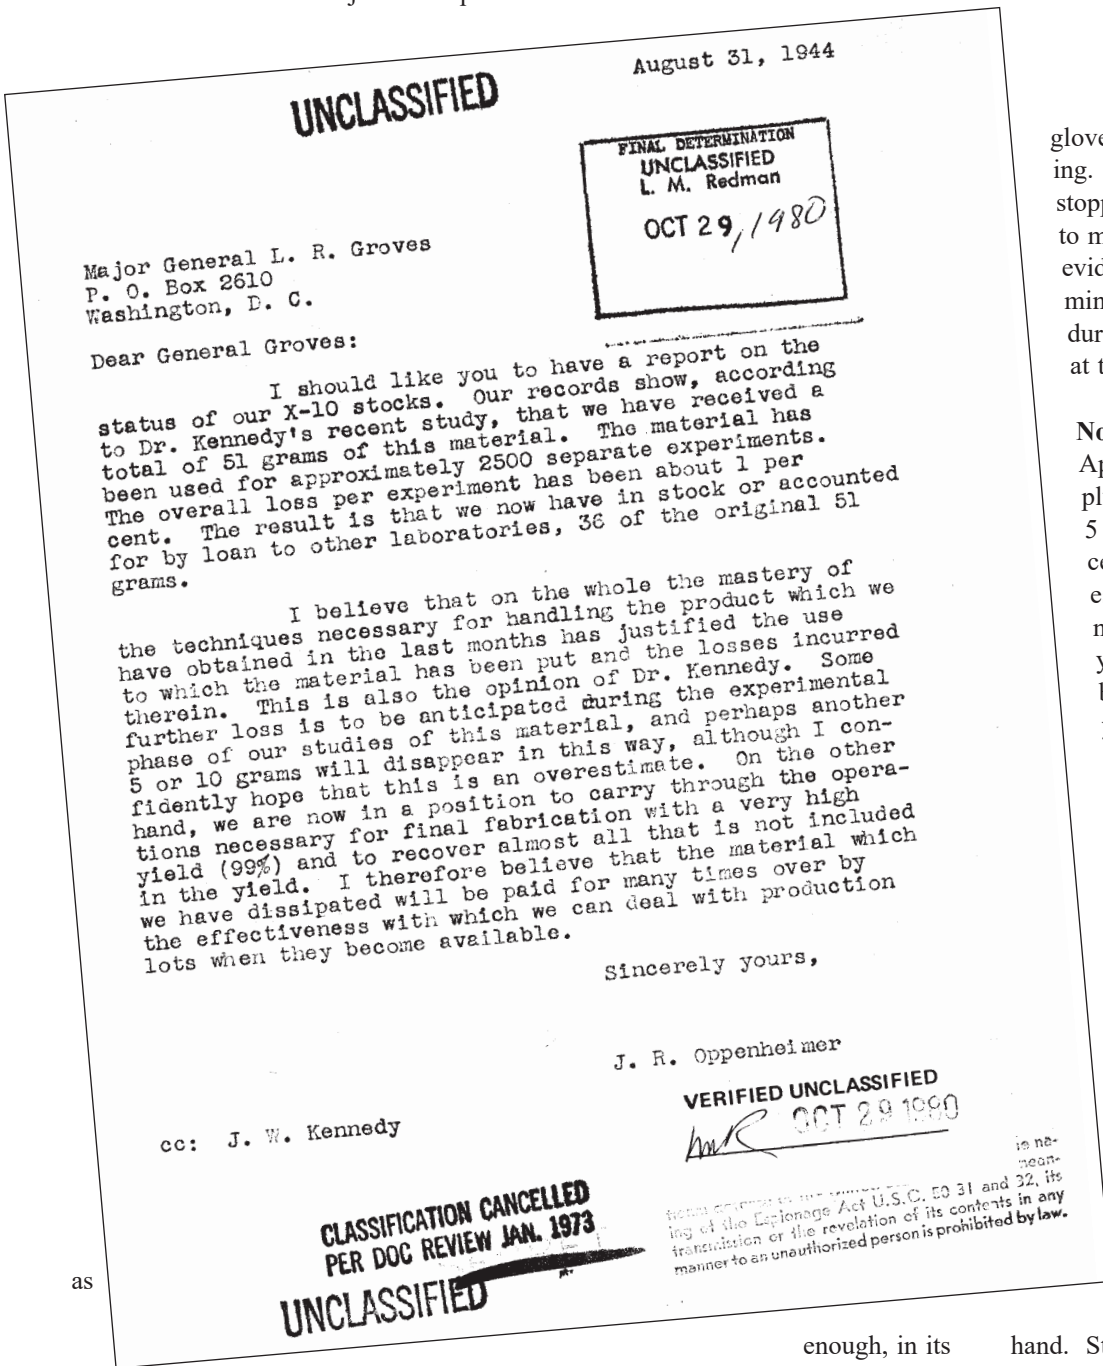 August 31, 1944
UNCLASSIFIED
FINAL DETERMINATION
UNCLASSIFIED
L. M. Redman
OCT 29, 1980
Major General L. R. Groves
P. O. Box 2610
Washington, D. C.
Dear General Groves:
I should like you to have a report on the
status of our X-10 stocks. Our records show, according
to Dr. Kennedy's recent study, that we have received a
total of 51 grams of this material. The material has
been used for approximately 2500 separate experiments.
The overall loss per experiment has been about 1 per
cent. The result is that we now have in stock or accounted
for by loan to other laboratories, 36 of the original 51
grams.
I believe that on the whole the mastery of
the techniques necessary for handling the product which we
have obtained in the last months has justified the use
to which the material has been put and the losses incurred
therein. This is also the opinion of Dr. Kennedy. Some
further loss is to be anticipated during the experimental
phase of our studies of this material, and perhaps another
5 or 10 grams will disappear in this way, although I con-
fidently hope that this is an overestimate. On the other
hand, we are now in a position to carry through the opera-
tions necessary for final fabrication with a very high
yield (99%) and to recover almost all that is not included
in the yield. I therefore believe that the material which
we have dissipated will be paid for many times over by
the effectiveness with which we can deal with production
lots when they become available.
Sincerely yours,
J. R. Oppenheimer
VERIFIED UNCLASSIFIED
LMR OCT 29 1980
cc: J. W. Kennedy
is na-
mean-
ing of the Espionage Act U.S.C. 50 31 and 32, its
transmission or the revelation of its contents in any
manner to an unauthorized person is prohibited by law.
CLASSIFICATION CANCELLED
PER DOC REVIEW JAN. 1973
UNCLASSIFIED
as
enough, in its hand.
glove
ing.
to m
at t
Ap
5